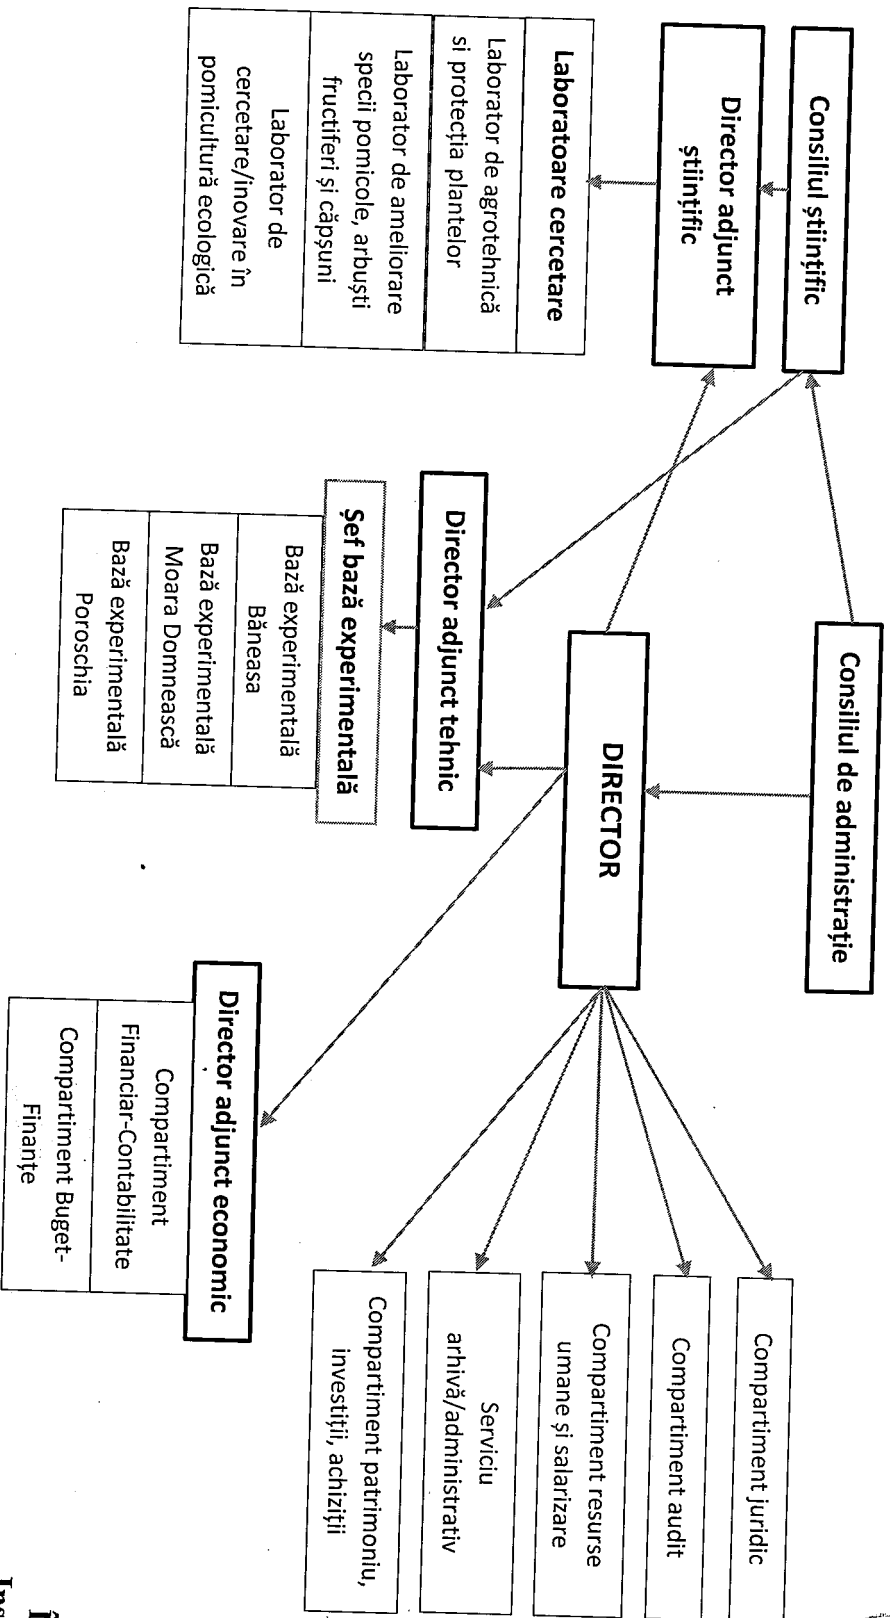 Consiliul de administrație
Consiliul științific
Director adjunct
științific
Laboratoare cercetare
Laborator de agrotehnică
si protecția plantelor
Laborator de ameliorare
specii pomicole, arbuști
fructiferi și căpșuni
Laborator de
cercetare/inovare în
pomicultură ecologică
DIRECTOR
Director adjunct tehnic
Șef bază experimentală
Bază experimentală
Băneasa
Bază experimentală
Moara Domnească
Bază experimentală
Poroschia
Director adjunct economic
Compartiment
Financiar-Contabilitate
Compartiment Buget-
Finanțe
Compartiment juridic
Compartiment audit
Compartiment resurse
umane și salarizare
Serviciu
arhivă/administrativ
Compartiment patrimoniu,
investiții, achiziții